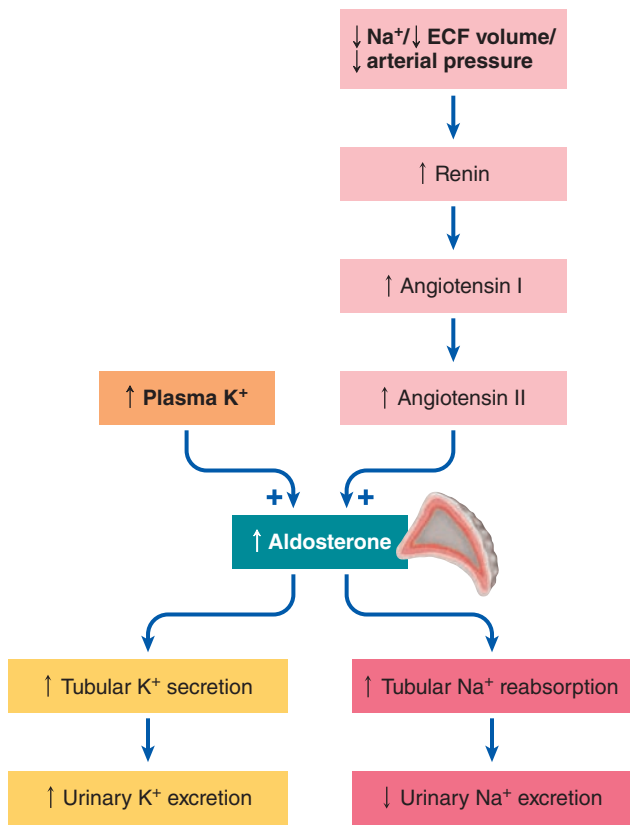 ↓ Na⁺/↓ ECF volume/
↓ arterial pressure
↑ Renin
↑ Angiotensin I
↑ Plasma K⁺
↑ Angiotensin II
+ +
↑ Aldosterone
↑ Tubular K⁺ secretion
↑ Tubular Na⁺ reabsorption
↑ Urinary K⁺ excretion
↓ Urinary Na⁺ excretion